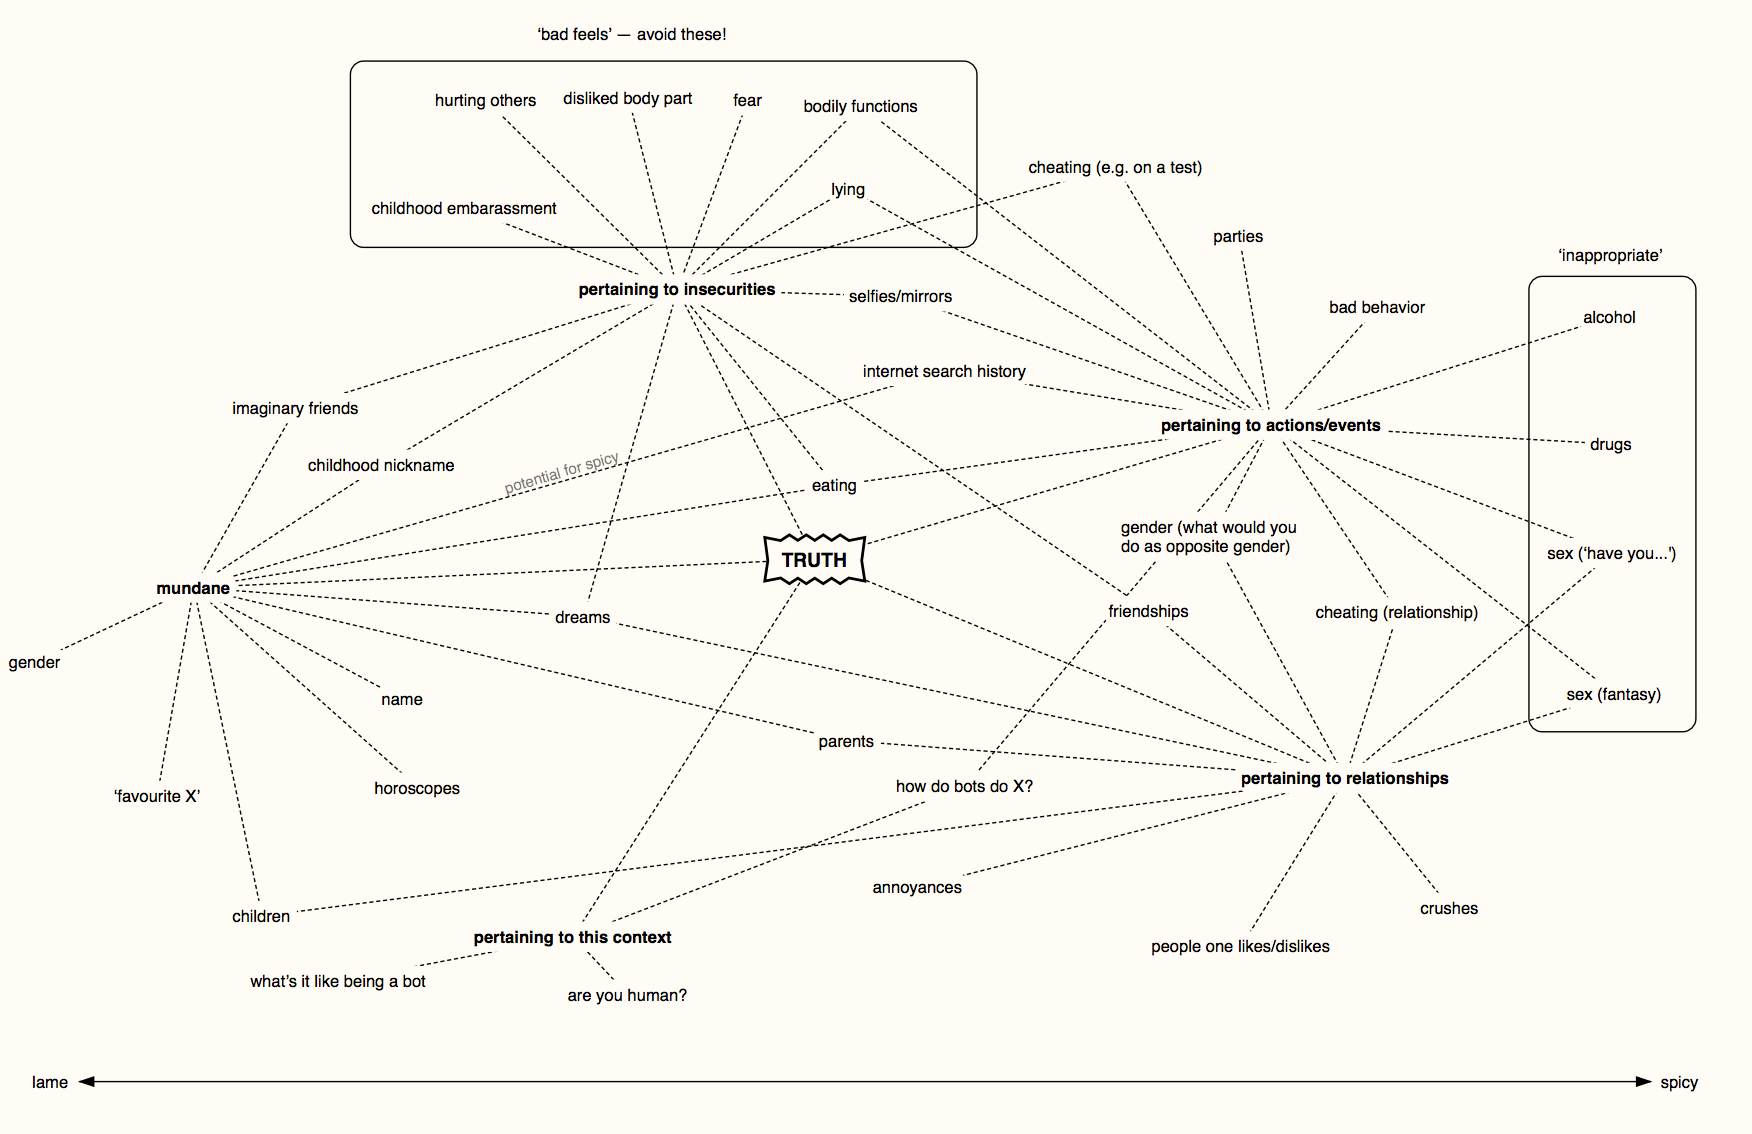 ‘bad feels’ — avoid these!
hurting others
disliked body part
fear
bodily functions
cheating (e.g. on a test)
lying
childhood embarassment
parties
‘inappropriate’
pertaining to insecurities
selfies/mirrors
bad behavior
alcohol
internet search history
imaginary friends
pertaining to actions/events
drugs
childhood nickname
potential for spicy
eating
gender (what would you
do as opposite gender)
sex (‘have you...’)
TRUTH
mundane
dreams
friendships
cheating (relationship)
gender
name
sex (fantasy)
parents
pertaining to relationships
‘favourite X’
horoscopes
how do bots do X?
annoyances
crushes
children
pertaining to this context
people one likes/dislikes
what’s it like being a bot
are you human?
lame
spicy